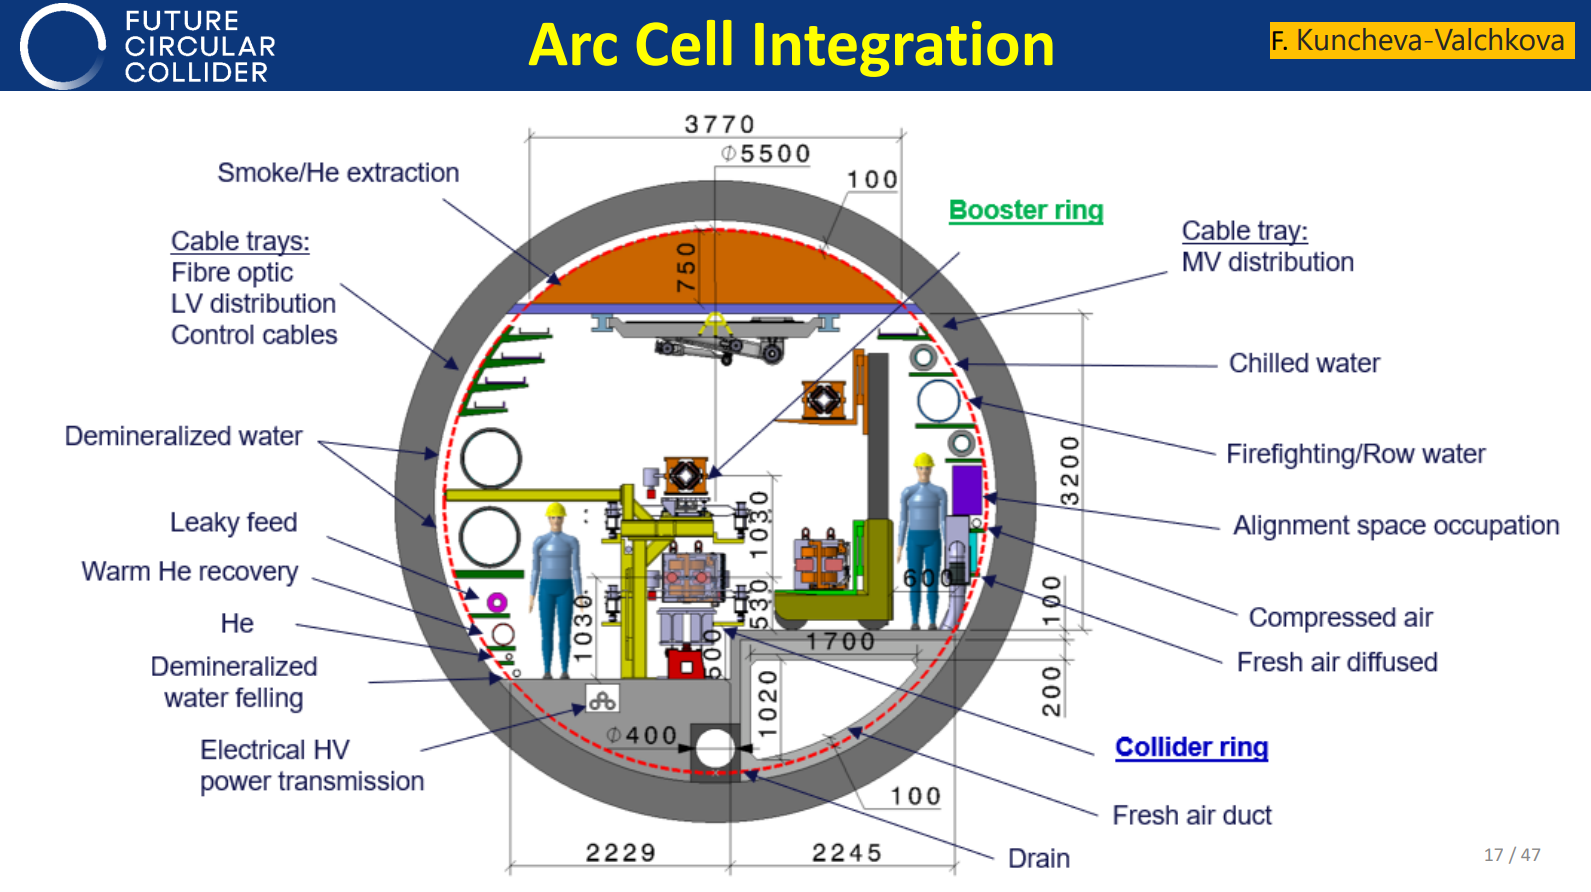 FUTURE
CIRCULAR
COLLIDER
Arc Cell Integration
F. Kuncheva-Valchkova
3770
Ø5500
100
Smoke/He extraction
Booster ring
Cable trays:
Fibre optic
LV distribution
Control cables
Cable tray:
MV distribution
750
Chilled water
Demineralized water
Firefighting/Row water
3200
Leaky feed
1030
Alignment space occupation
Warm He recovery
600
530
1030
100
He
Compressed air
500
1700
Demineralized
water felling
Fresh air diffused
200
1020
Electrical HV
power transmission
Ø400
Collider ring
100
Fresh air duct
2229
2245
Drain
17 / 47